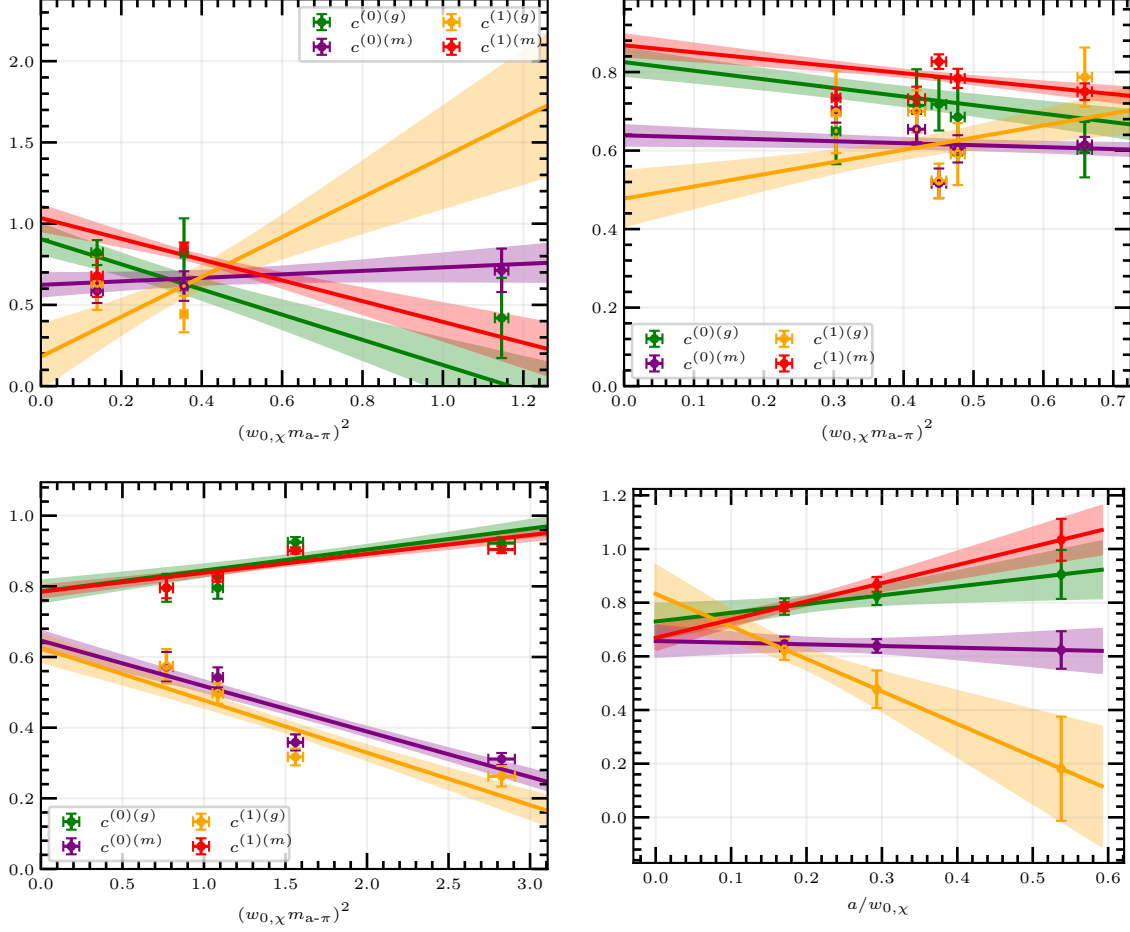 c^{(0)(g)} c^{(1)(g)}
c^{(0)(m)} c^{(1)(m)}
2.0
1.5
1.0
0.5
0.0
0.0 0.2 0.4 0.6 0.8 1.0 1.2
(w_{0,χ} m_{a-π})^2
0.8
0.6
0.4
0.2
0.0
c^{(0)(g)} c^{(1)(g)}
c^{(0)(m)} c^{(1)(m)}
0.0 0.1 0.2 0.3 0.4 0.5 0.6 0.7
(w_{0,χ} m_{a-π})^2
1.0
0.8
0.6
0.4
0.2
0.0
c^{(0)(g)} c^{(1)(g)}
c^{(0)(m)} c^{(1)(m)}
0.0 0.5 1.0 1.5 2.0 2.5 3.0
(w_{0,χ} m_{a-π})^2
1.2
1.0
0.8
0.6
0.4
0.2
0.0
0.0 0.1 0.2 0.3 0.4 0.5 0.6
a/w_{0,χ}